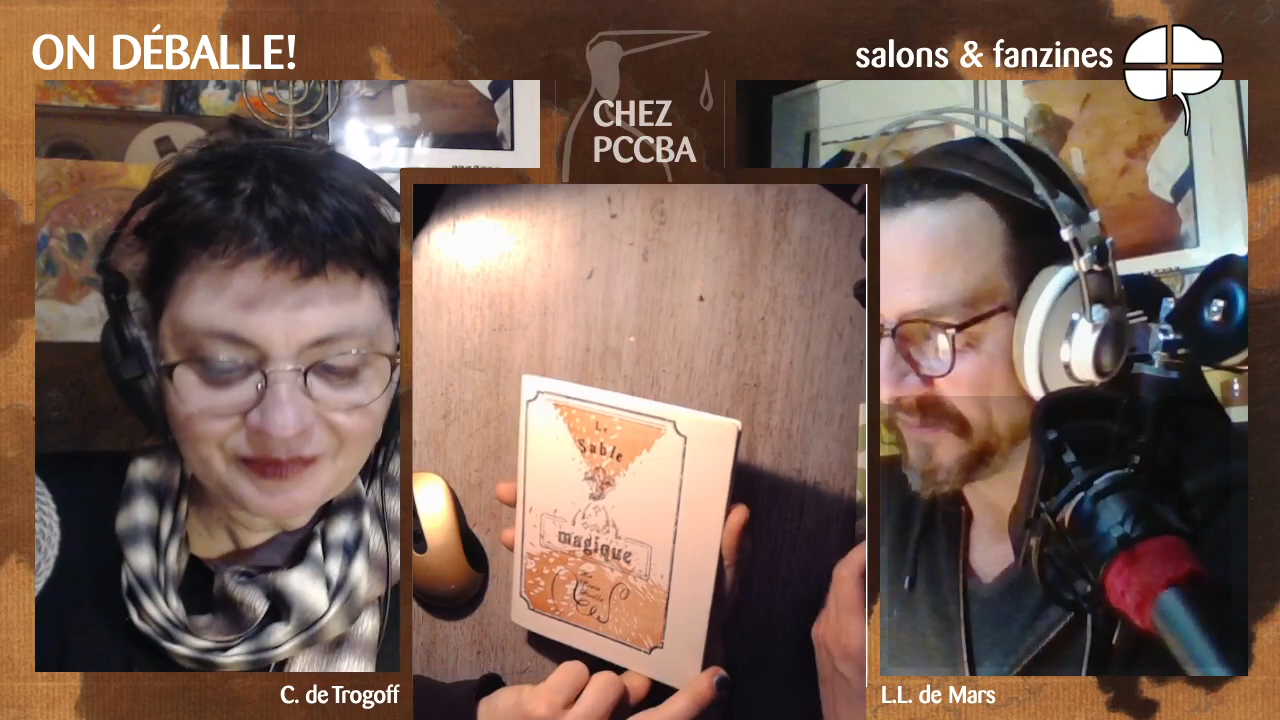 ON DÉBALLE!
salons & fanzines
CHEZ
PCCBA
Le
Sable
magique
C. de Trogoff
L.L. de Mars